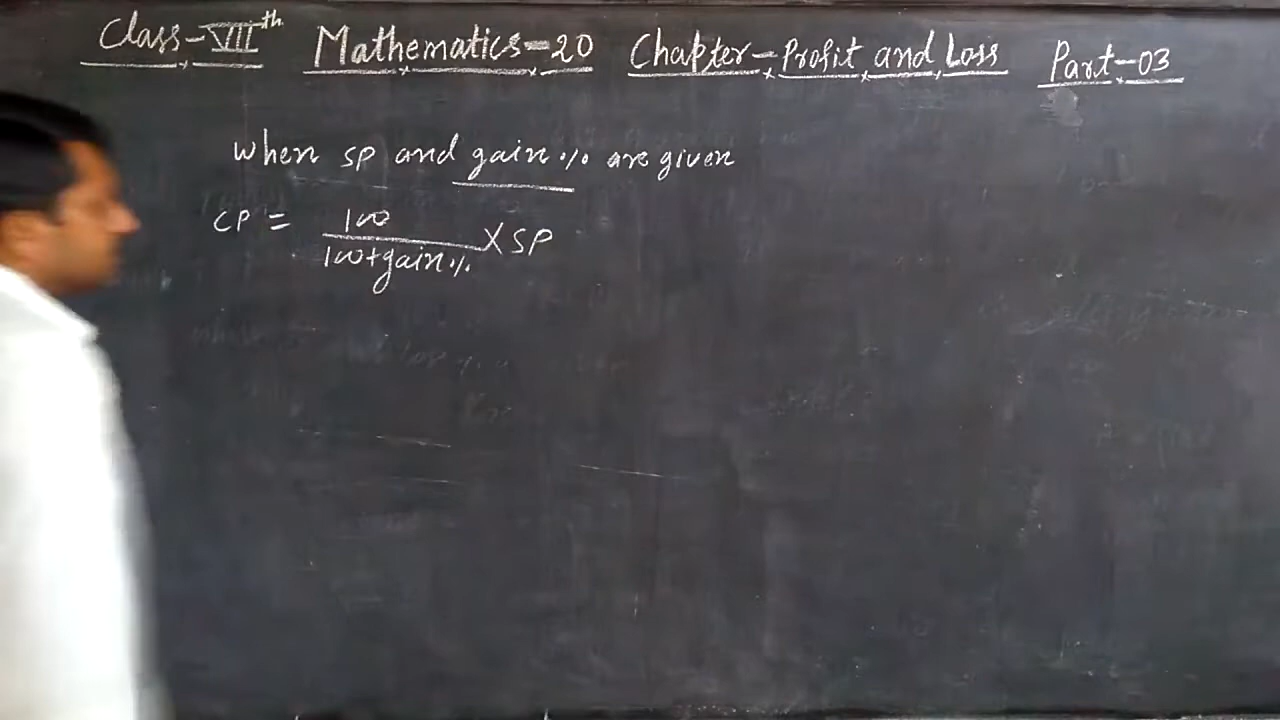 Class-VIIth Mathematics-20 Chapter-Profit and Loss Part-03
When SP and gain% are given
CP = 100/100+gain% X SP